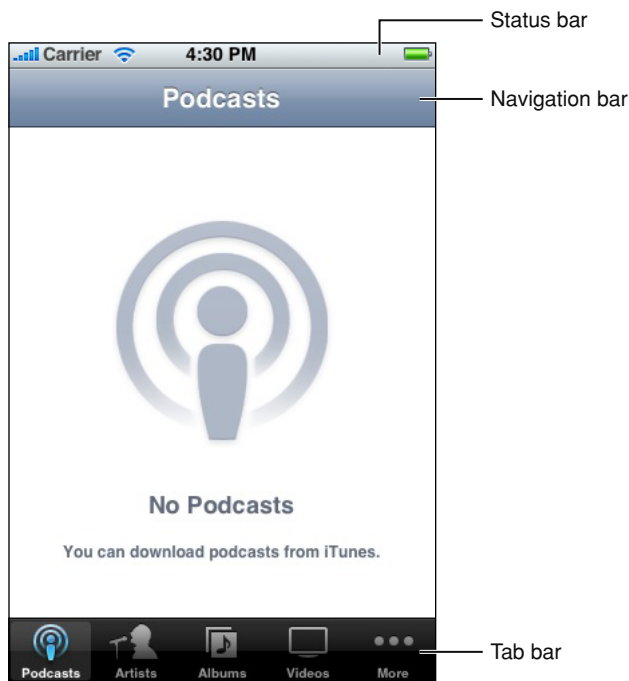 Status bar
Carrier 4:30 PM
Podcasts
Navigation bar
No Podcasts
You can download podcasts from iTunes.
Podcasts Artists Albums Videos More
Tab bar